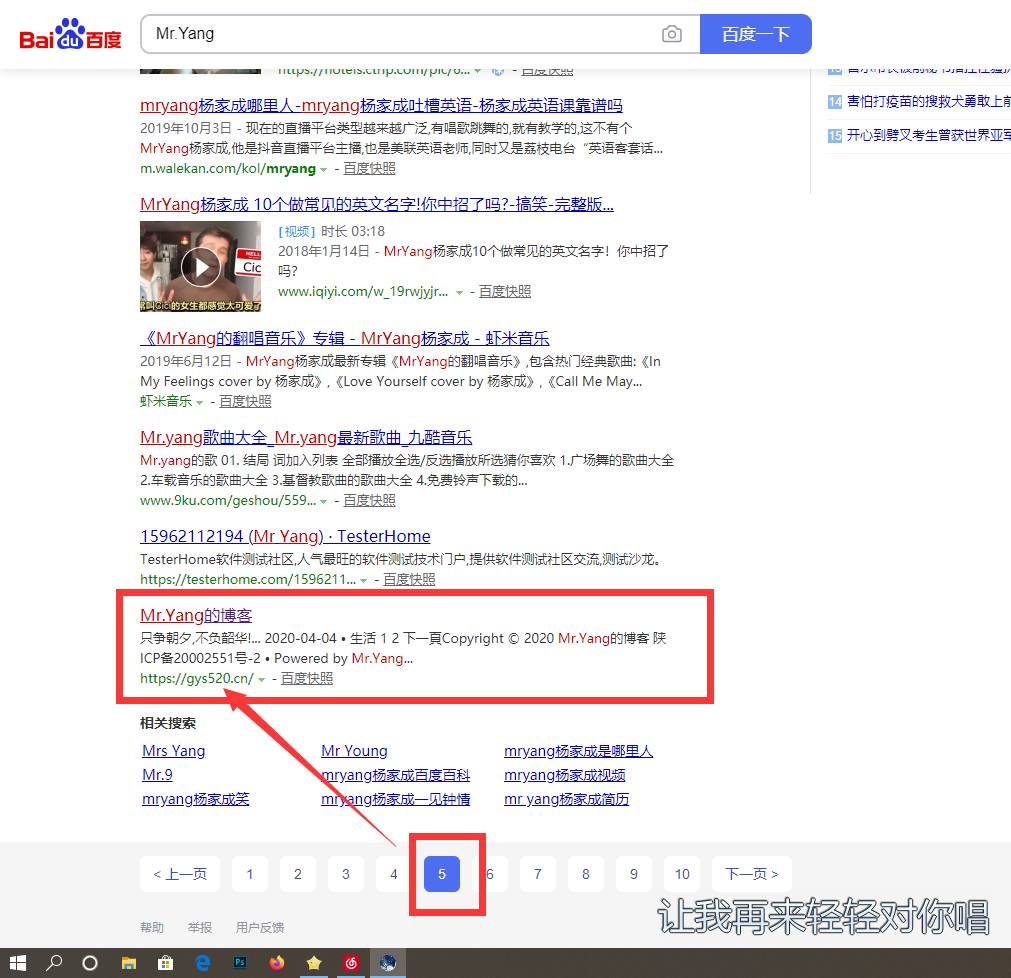 Bai du 百度
Mr.Yang
百度一下
https://hotels.ctrip.com/pic/6... - 百度快照
mryang杨家成哪里人-mryang杨家成吐槽英语-杨家成英语课靠谱吗
2019年10月3日 - 现在的直播平台类型越来越广泛,有唱歌跳舞的,就有教学的,这不有个
MrYang杨家成,他是抖音直播平台主播,也是美联英语老师,同时又是荔枝电台“英语客套话...
m.walekan.com/kol/mryang - 百度快照
MrYang杨家成 10个做常见的英文名字!你中招了吗?-搞笑-完整版...
HELL
Cic
常叫Cici的女生都感觉太可爱了
[视频] 时长 03:18
2018年1月14日 - MrYang杨家成10个做常见的英文名字！你中招了
吗?
www.iqiyi.com/w_19rwjyjr... - 百度快照
《MrYang的翻唱音乐》专辑 - MrYang杨家成 - 虾米音乐
2019年6月12日 - MrYang杨家成最新专辑《MrYang的翻唱音乐》,包含热门经典歌曲:《In
My Feelings cover by 杨家成》,《Love Yourself cover by 杨家成》,《Call Me May...
虾米音乐 - 百度快照
Mr.yang歌曲大全_Mr.yang最新歌曲_九酷音乐
Mr.yang的歌 01. 结局 词加入列表 全部播放全选/反选播放所选猜你喜欢 1.广场舞的歌曲大全
2.车载音乐的歌曲大全 3.基督教歌曲的歌曲大全 4.免费铃声下载的...
www.9ku.com/geshou/559... - 百度快照
15962112194 (Mr Yang) · TesterHome
TesterHome软件测试社区,人气最旺的软件测试技术门户,提供软件测试社区交流,测试沙龙。
https://testerhome.com/1596211... - 百度快照
Mr.Yang的博客
只争朝夕,不负韶华!... 2020-04-04 • 生活 1 2 下一頁Copyright © 2020 Mr.Yang的博客 陕
ICP备20002551号-2 • Powered by Mr.Yang...
https://gys520.cn/ - 百度快照
相关搜索
Mrs Yang Mr Young mryang杨家成是哪里人
Mr.9 mryang杨家成百度百科 mryang杨家成视频
mryang杨家成笑 mryang杨家成一见钟情 mr yang杨家成简历
< 上一页 1 2 3 4 5 6 7 8 9 10 下一页 >
帮助 举报 用户反馈
14 害怕打疫苗的搜救犬勇敢上前
15 开心到劈叉考生曾获世界亚军
让我再来轻轻对你唱
Ps